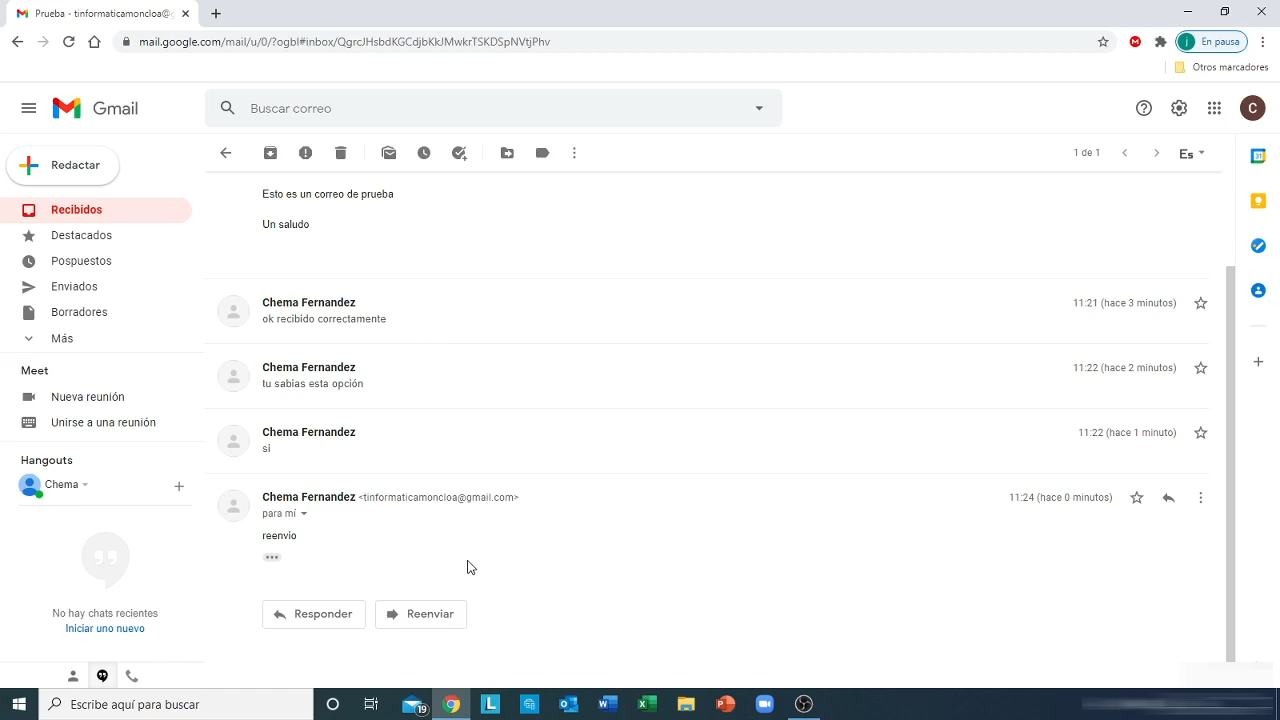 Prueba - tinformaticamoncloa@g
mail.google.com/mail/u/0/?ogbl#inbox/QgrcJHsbdKGCdjbKkJMwkrTSKDSpNVtjPhv
j
En pausa
Otros marcadores
Gmail
Buscar correo
C
Redactar
1 de 1
Es
31
Recibidos
Destacados
Pospuestos
Enviados
Borradores
Más
Meet
Nueva reunión
Unirse a una reunión
Hangouts
Chema
No hay chats recientes
Iniciar uno nuevo
Esto es un correo de prueba
Un saludo
Chema Fernandez
11:21 (hace 3 minutos)
ok recibido correctamente
Chema Fernandez
11:22 (hace 2 minutos)
tu sabias esta opción
Chema Fernandez
11:22 (hace 1 minuto)
si
Chema Fernandez <tinformaticamoncloa@gmail.com>
11:24 (hace 0 minutos)
para mí
reenvio
Responder
Reenviar
Escribe aquí para buscar
19